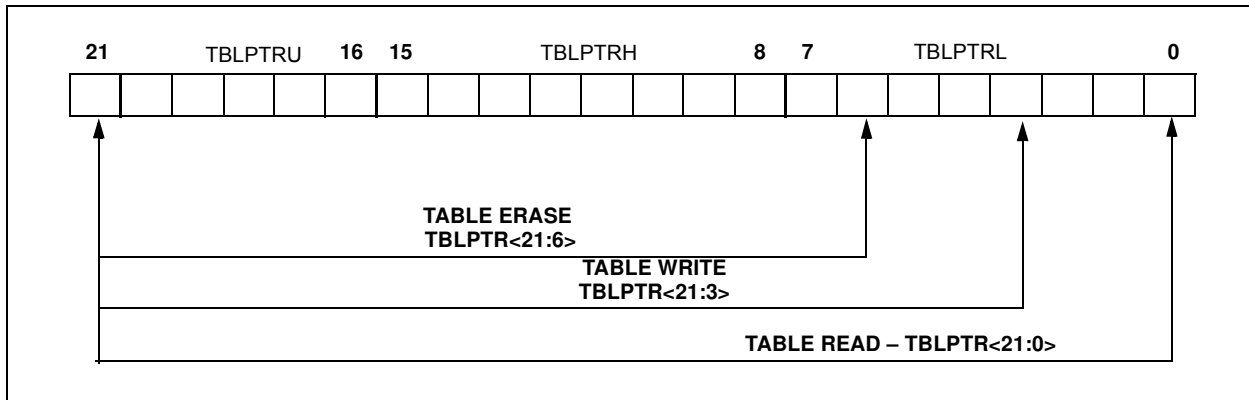 21 TBLPTRU 16 15 TBLPTRH 8 7 TBLPTRL 0
TABLE ERASE
TBLPTR<21:6>
TABLE WRITE
TBLPTR<21:3>
TABLE READ – TBLPTR<21:0>